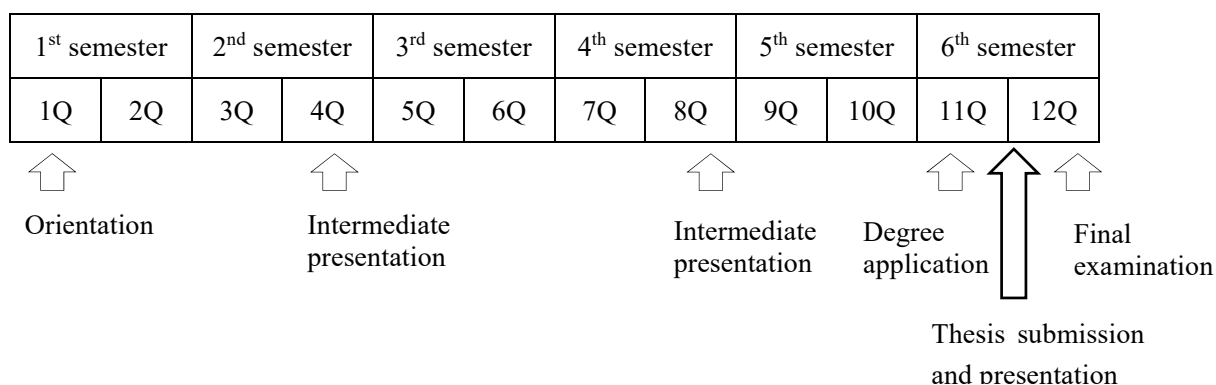 1st semester 2nd semester 3rd semester 4th semester 5th semester 6th semester
1Q 2Q 3Q 4Q 5Q 6Q 7Q 8Q 9Q 10Q 11Q 12Q
Orientation
Intermediate
presentation
Intermediate
presentation
Degree
application
Final
examination
Thesis submission
and presentation